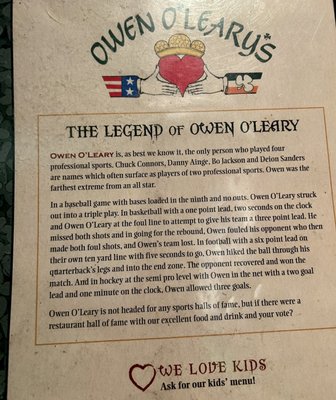 OWEN O'LEARY'S
THE LEGEND OF OWEN O'LEARY
OWEN O'LEARY is, as best we know it, the only person who played four
professional sports. Chuck Connors, Danny Ainge, Bo Jackson and Deion Sanders
are names which often surface as players of two professional sports. Owen was the
farthest extreme from an all star.
In a baseball game with bases loaded in the ninth and no outs. Owen O'Leary struck
out into a triple play. In basketball with a one point lead, two seconds on the clock
and Owen O'Leary at the foul line to attempt to give his team a three point lead. He
missed both shots and in going for the rebound, Owen fouled his opponent who then
made both foul shots, and Owen's team lost. In football with a six point lead on
their own ten yard line with five seconds to go, Owen hiked the ball through his
quarterback's legs and into the end zone. The opponent recovered and won the
match. And in hockey at the semi pro level with Owen in the net with a two goal
lead and one minute on the clock, Owen allowed three goals.
Owen O'Leary is not headed for any sports halls of fame, but if there were a
restaurant hall of fame with our excellent food and drink and your vote?
WE LOVE KIDS
Ask for our kids' menu!